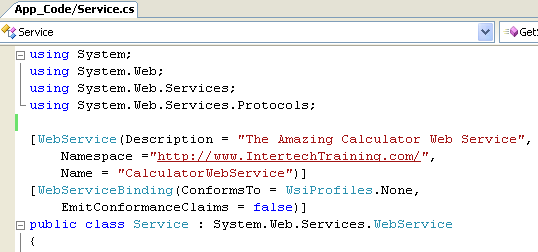 App_Code/Service.cs
Service
GetS
using System;
using System.Web;
using System.Web.Services;
using System.Web.Services.Protocols;
[WebService(Description = "The Amazing Calculator Web Service",
Namespace ="http://www.IntertechTraining.com/",
Name = "CalculatorWebService")]
[WebServiceBinding(ConformsTo = WsiProfiles.None,
EmitConformanceClaims = false)]
public class Service : System.Web.Services.WebService
{